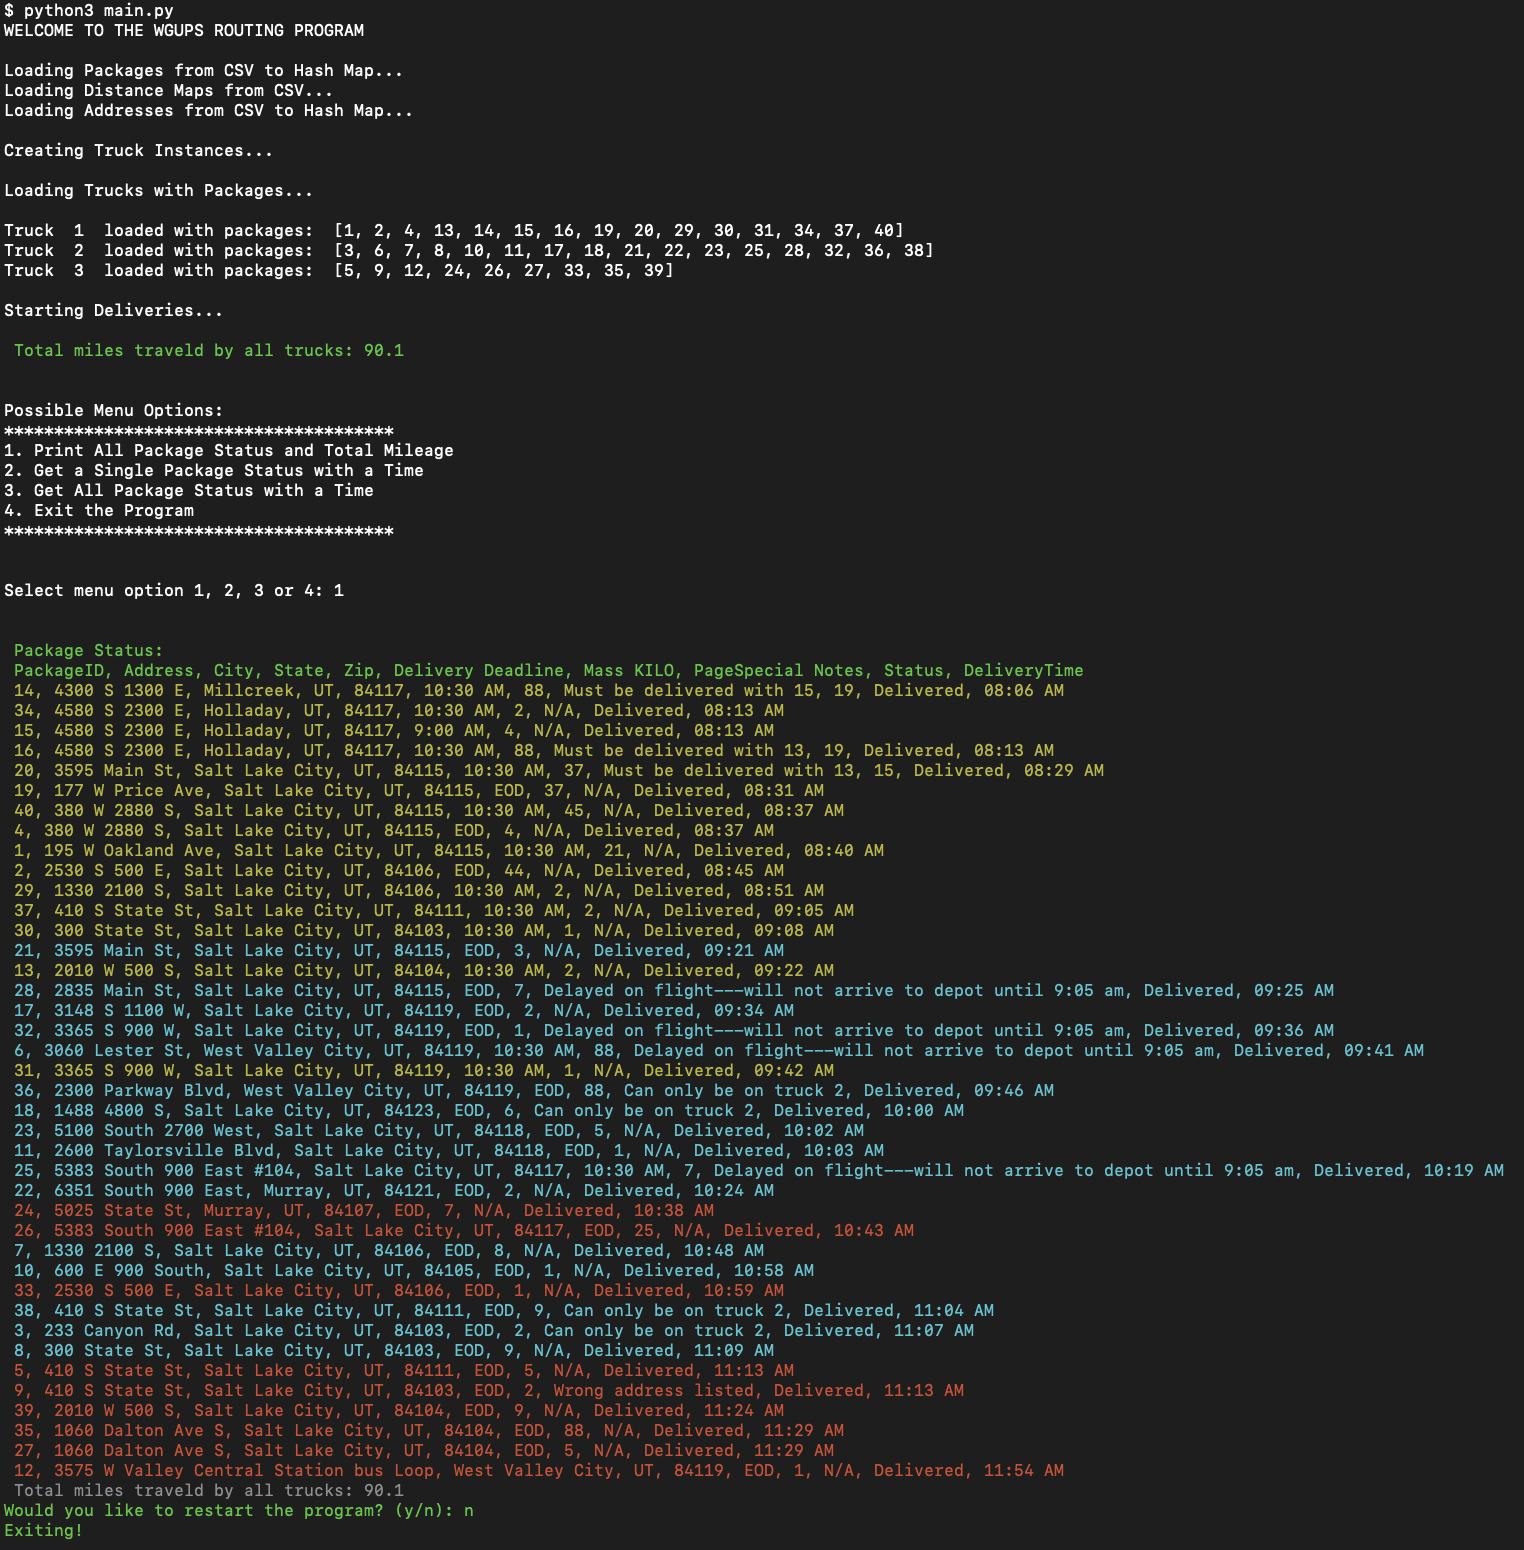 $ python3 main.py
WELCOME TO THE WGUPS ROUTING PROGRAM
Loading Packages from CSV to Hash Map...
Loading Distance Maps from CSV...
Loading Addresses from CSV to Hash Map...
Creating Truck Instances...
Loading Trucks with Packages...
Truck  1  loaded with packages:  [1, 2, 4, 13, 14, 15, 16, 19, 20, 29, 30, 31, 34, 37, 40]
Truck  2  loaded with packages:  [3, 6, 7, 8, 10, 11, 17, 18, 21, 22, 23, 25, 28, 32, 36, 38]
Truck  3  loaded with packages:  [5, 9, 12, 24, 26, 27, 33, 35, 39]
Starting Deliveries...
Total miles traveld by all trucks: 90.1
Possible Menu Options:
***************************************
1. Print All Package Status and Total Mileage
2. Get a Single Package Status with a Time
3. Get All Package Status with a Time
4. Exit the Program
***************************************
Select menu option 1, 2, 3 or 4: 1
Package Status:
PackageID, Address, City, State, Zip, Delivery Deadline, Mass KILO, PageSpecial Notes, Status, DeliveryTime
14, 4300 S 1300 E, Millcreek, UT, 84117, 10:30 AM, 88, Must be delivered with 15, 19, Delivered, 08:06 AM
34, 4580 S 2300 E, Holladay, UT, 84117, 10:30 AM, 2, N/A, Delivered, 08:13 AM
15, 4580 S 2300 E, Holladay, UT, 84117, 9:00 AM, 4, N/A, Delivered, 08:13 AM
16, 4580 S 2300 E, Holladay, UT, 84117, 10:30 AM, 88, Must be delivered with 13, 19, Delivered, 08:13 AM
20, 3595 Main St, Salt Lake City, UT, 84115, 10:30 AM, 37, Must be delivered with 13, 15, Delivered, 08:29 AM
19, 177 W Price Ave, Salt Lake City, UT, 84115, EOD, 37, N/A, Delivered, 08:31 AM
40, 380 W 2880 S, Salt Lake City, UT, 84115, 10:30 AM, 45, N/A, Delivered, 08:37 AM
4, 380 W 2880 S, Salt Lake City, UT, 84115, EOD, 4, N/A, Delivered, 08:37 AM
1, 195 W Oakland Ave, Salt Lake City, UT, 84115, 10:30 AM, 21, N/A, Delivered, 08:40 AM
2, 2530 S 500 E, Salt Lake City, UT, 84106, EOD, 44, N/A, Delivered, 08:45 AM
29, 1330 2100 S, Salt Lake City, UT, 84106, 10:30 AM, 2, N/A, Delivered, 08:51 AM
37, 410 S State St, Salt Lake City, UT, 84111, 10:30 AM, 2, N/A, Delivered, 09:05 AM
30, 300 State St, Salt Lake City, UT, 84103, 10:30 AM, 1, N/A, Delivered, 09:08 AM
21, 3595 Main St, Salt Lake City, UT, 84115, EOD, 3, N/A, Delivered, 09:21 AM
13, 2010 W 500 S, Salt Lake City, UT, 84104, 10:30 AM, 2, N/A, Delivered, 09:22 AM
28, 2835 Main St, Salt Lake City, UT, 84115, EOD, 7, Delayed on flight---will not arrive to depot until 9:05 am, Delivered, 09:25 AM
17, 3148 S 1100 W, Salt Lake City, UT, 84119, EOD, 2, N/A, Delivered, 09:34 AM
32, 3365 S 900 W, Salt Lake City, UT, 84119, EOD, 1, Delayed on flight---will not arrive to depot until 9:05 am, Delivered, 09:36 AM
6, 3060 Lester St, West Valley City, UT, 84119, 10:30 AM, 88, Delayed on flight---will not arrive to depot until 9:05 am, Delivered, 09:41 AM
31, 3365 S 900 W, Salt Lake City, UT, 84119, 10:30 AM, 1, N/A, Delivered, 09:42 AM
36, 2300 Parkway Blvd, West Valley City, UT, 84119, EOD, 88, Can only be on truck 2, Delivered, 09:46 AM
18, 1488 4800 S, Salt Lake City, UT, 84123, EOD, 6, Can only be on truck 2, Delivered, 10:00 AM
23, 5100 South 2700 West, Salt Lake City, UT, 84118, EOD, 5, N/A, Delivered, 10:02 AM
11, 2600 Taylorsville Blvd, Salt Lake City, UT, 84118, EOD, 1, N/A, Delivered, 10:03 AM
25, 5383 South 900 East #104, Salt Lake City, UT, 84117, 10:30 AM, 7, Delayed on flight---will not arrive to depot until 9:05 am, Delivered, 10:19 AM
22, 6351 South 900 East, Murray, UT, 84121, EOD, 2, N/A, Delivered, 10:24 AM
24, 5025 State St, Murray, UT, 84107, EOD, 7, N/A, Delivered, 10:38 AM
26, 5383 South 900 East #104, Salt Lake City, UT, 84117, EOD, 25, N/A, Delivered, 10:43 AM
7, 1330 2100 S, Salt Lake City, UT, 84106, EOD, 8, N/A, Delivered, 10:48 AM
10, 600 E 900 South, Salt Lake City, UT, 84105, EOD, 1, N/A, Delivered, 10:58 AM
33, 2530 S 500 E, Salt Lake City, UT, 84106, EOD, 1, N/A, Delivered, 10:59 AM
38, 410 S State St, Salt Lake City, UT, 84111, EOD, 9, Can only be on truck 2, Delivered, 11:04 AM
3, 233 Canyon Rd, Salt Lake City, UT, 84103, EOD, 2, Can only be on truck 2, Delivered, 11:07 AM
8, 300 State St, Salt Lake City, UT, 84103, EOD, 9, N/A, Delivered, 11:09 AM
5, 410 S State St, Salt Lake City, UT, 84111, EOD, 5, N/A, Delivered, 11:13 AM
9, 410 S State St, Salt Lake City, UT, 84103, EOD, 2, Wrong address listed, Delivered, 11:13 AM
39, 2010 W 500 S, Salt Lake City, UT, 84104, EOD, 9, N/A, Delivered, 11:24 AM
35, 1060 Dalton Ave S, Salt Lake City, UT, 84104, EOD, 88, N/A, Delivered, 11:29 AM
27, 1060 Dalton Ave S, Salt Lake City, UT, 84104, EOD, 5, N/A, Delivered, 11:29 AM
12, 3575 W Valley Central Station bus Loop, West Valley City, UT, 84119, EOD, 1, N/A, Delivered, 11:54 AM
Total miles traveld by all trucks: 90.1
Would you like to restart the program? (y/n): n
Exiting!